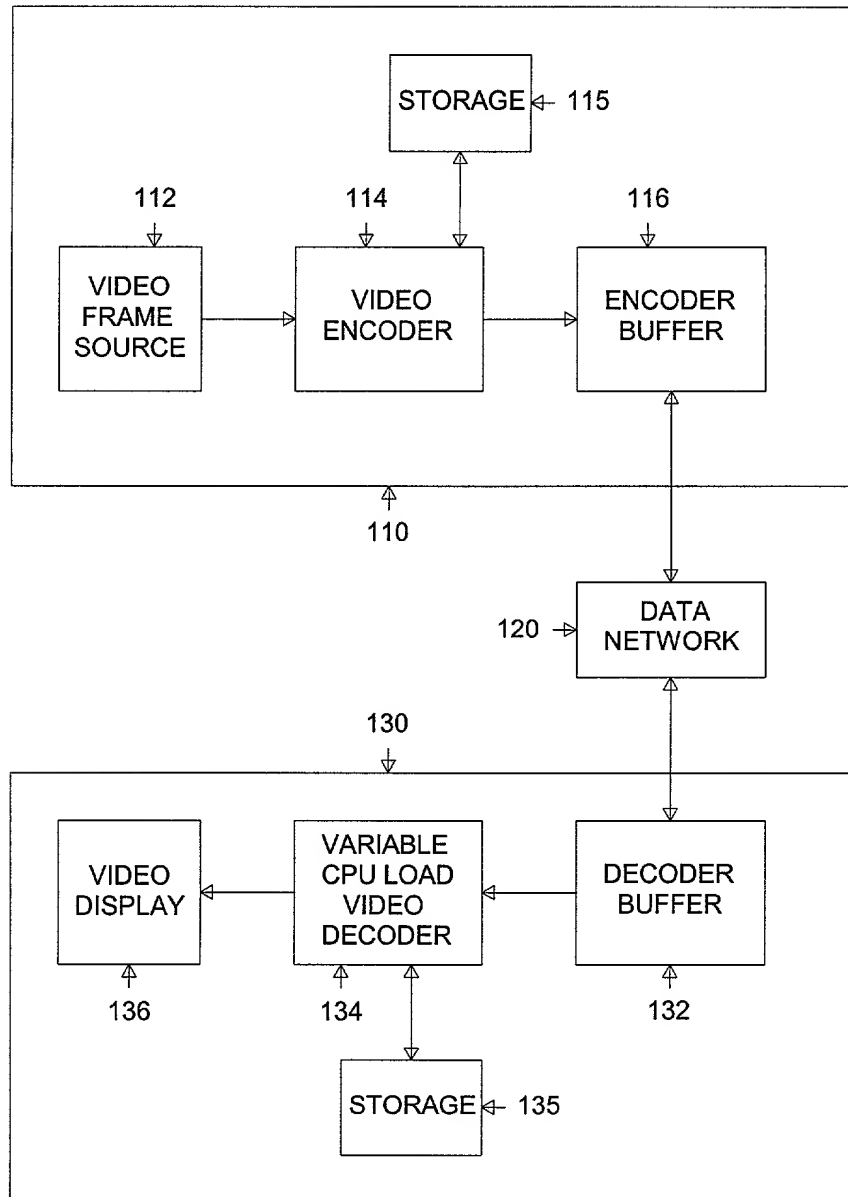 STORAGE
115
112
114
116
VIDEO
FRAME
SOURCE
VIDEO
ENCODER
ENCODER
BUFFER
110
120
DATA
NETWORK
130
VIDEO
DISPLAY
VARIABLE
CPU LOAD
VIDEO
DECODER
DECODER
BUFFER
136
134
132
STORAGE
135